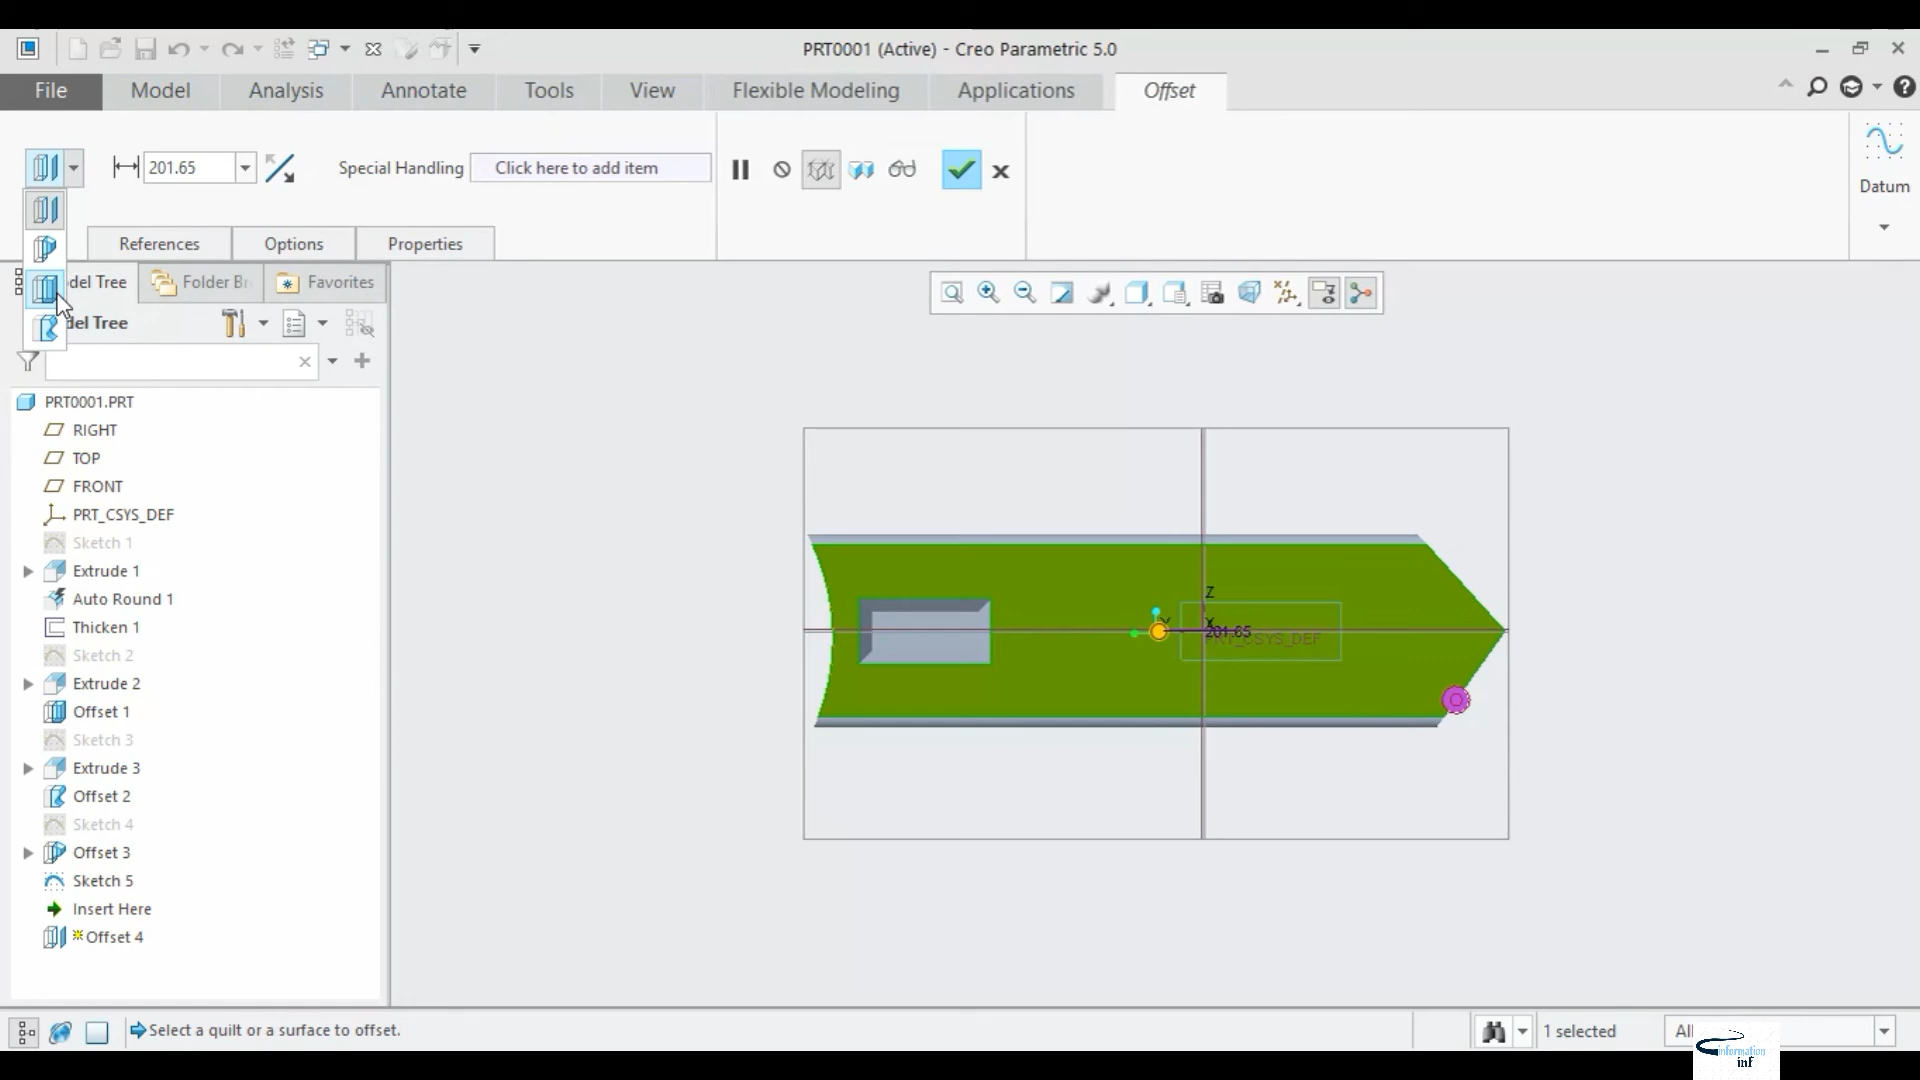 PRT0001 (Active) - Creo Parametric 5.0
File Model Analysis Annotate Tools View Flexible Modeling Applications Offset
201.65 Special Handling Click here to add item
Datum
References Options Properties
del Tree Folder Br Favorites
del Tree
PRT0001.PRT
RIGHT
TOP
FRONT
PRT_CSYS_DEF
Sketch 1
Extrude 1
Auto Round 1
Thicken 1
Sketch 2
Extrude 2
Offset 1
Sketch 3
Extrude 3
Offset 2
Sketch 4
Offset 3
Sketch 5
Insert Here
Offset 4
Z
Y X
201.65
PRT_CSYS_DEF
Select a quilt or a surface to offset.
1 selected
All
information
inf